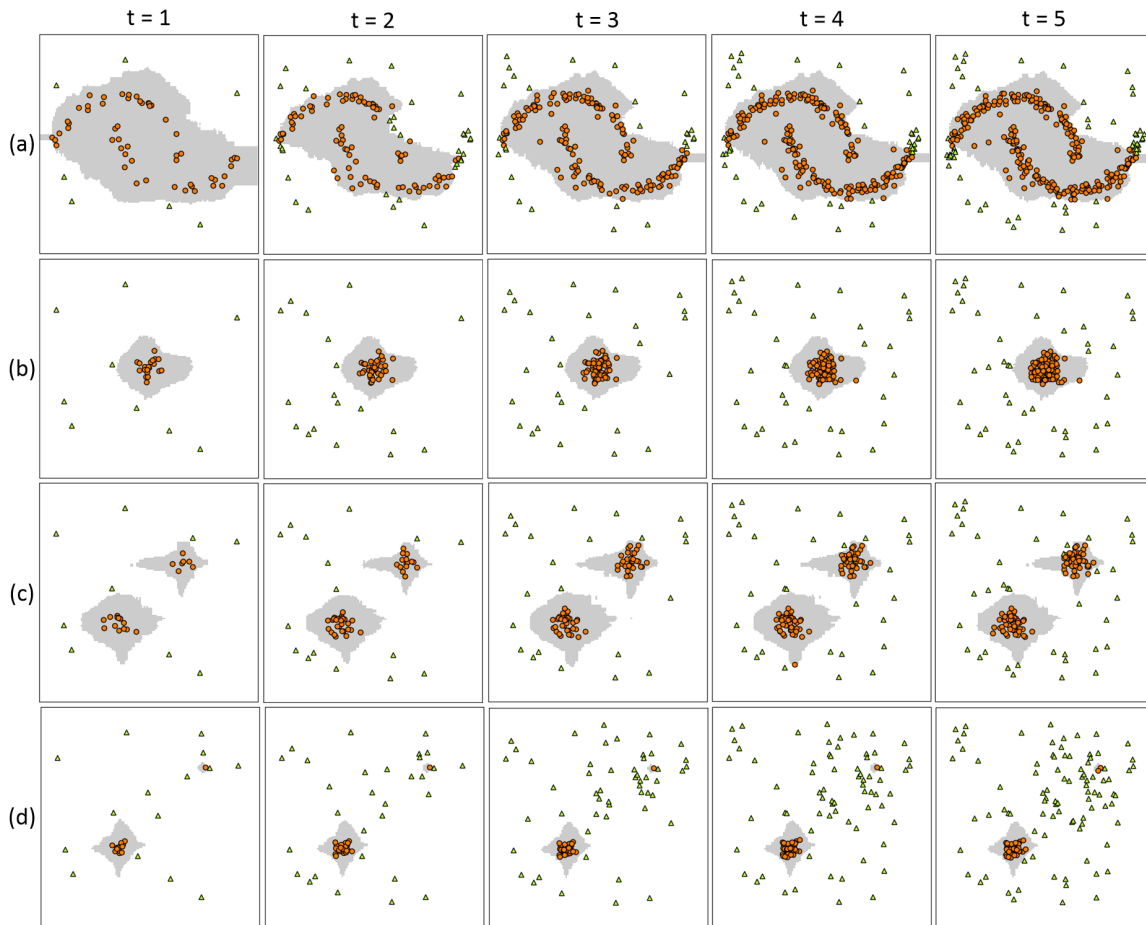 t = 1 t = 2 t = 3 t = 4 t = 5
(a)
(b)
(c)
(d)